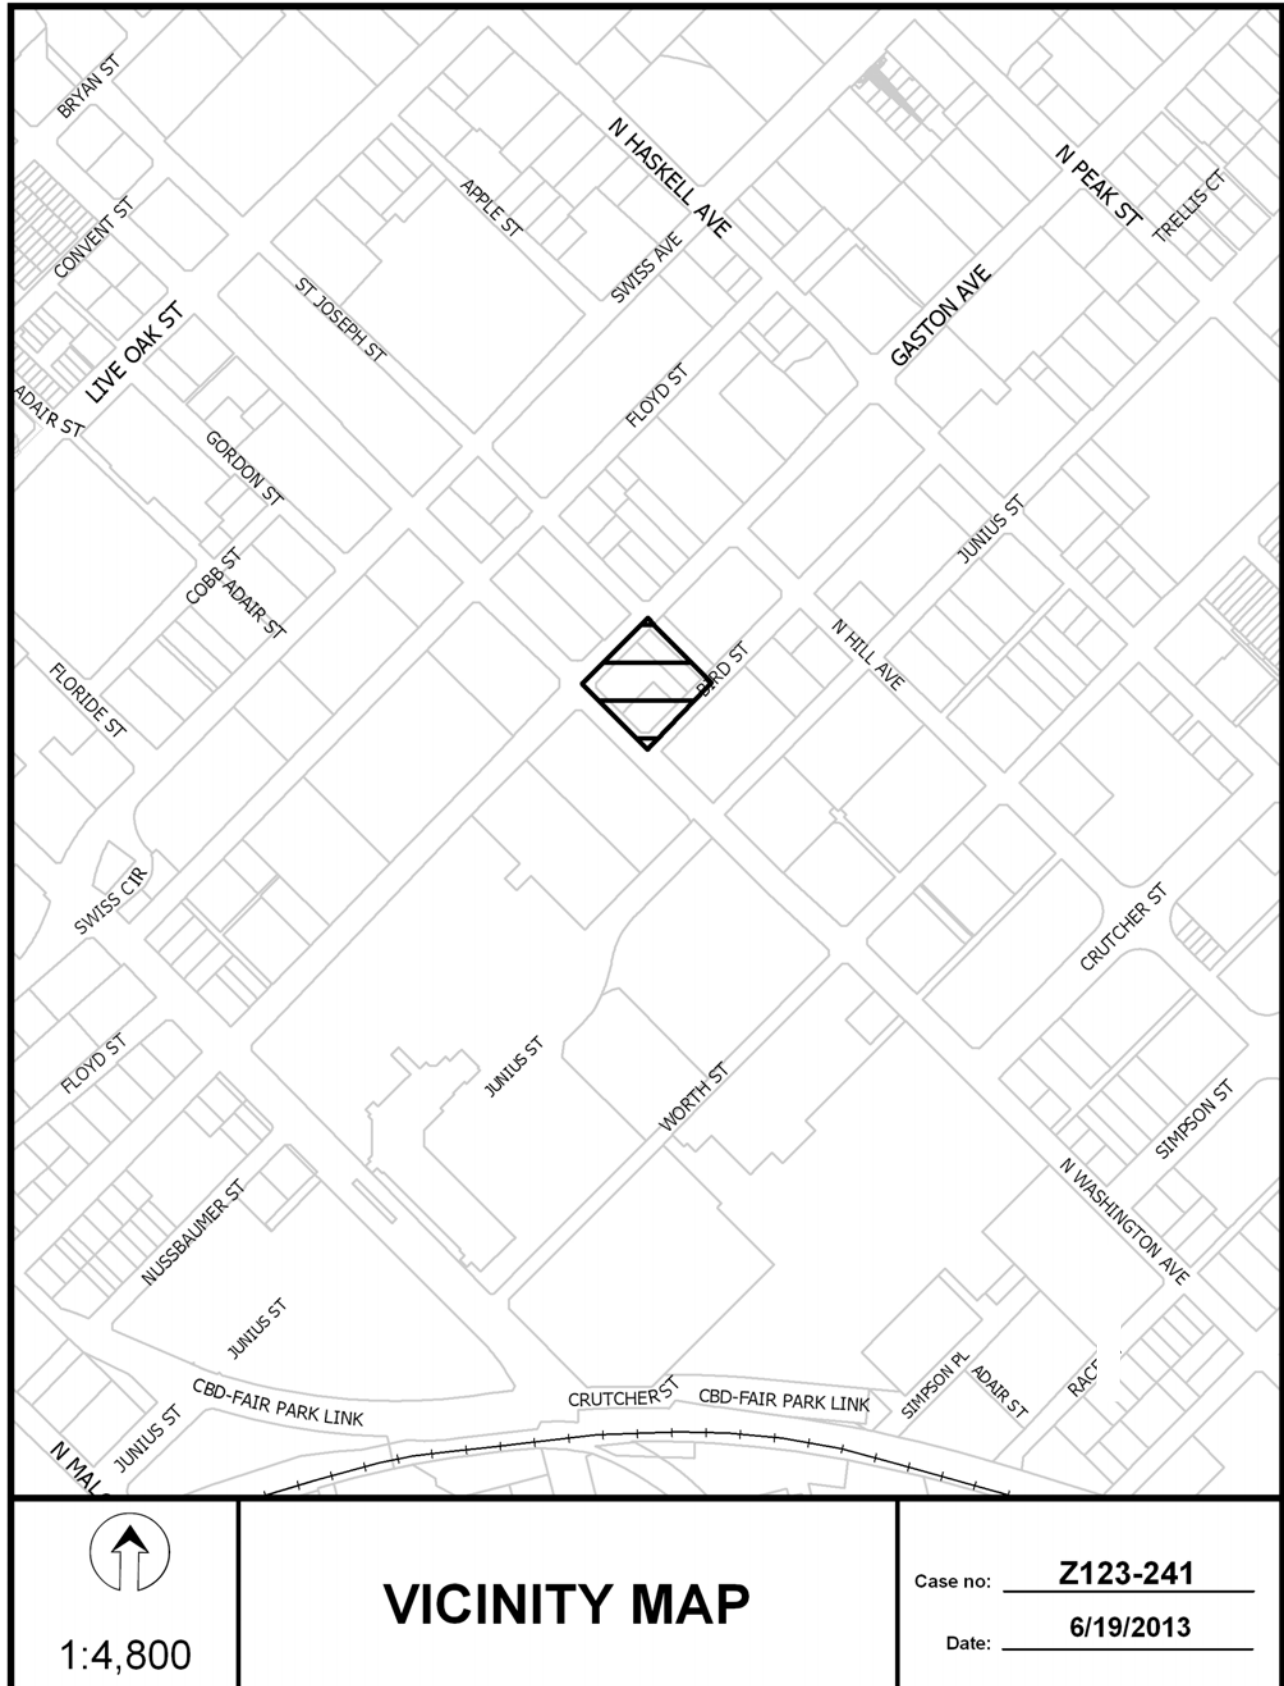 BRYAN ST
N HASKELL AVE
N PEAK ST
TRELLIS CT
APPLE ST
CONVENT ST
SWISS AVE
ST JOSEPH ST
GASTON AVE
LIVE OAK ST
FLOYD ST
ADAIR ST
GORDON ST
JUNIUS ST
COBB ST
ADAIR ST
N HILL AVE
BIRD ST
FLORIDE ST
SWISS CIR
CRUTCHER ST
FLOYD ST
JUNIUS ST
WORTH ST
SIMPSON ST
NUSSBAUMER ST
N WASHINGTON AVE
JUNIUS ST
SIMPSON PL
ADAIR ST
RACE
CBD-FAIR PARK LINK
CRUTCHER ST
CBD-FAIR PARK LINK
JUNIUS ST
N MAL
1:4,800
VICINITY MAP
Case no: Z123-241
Date: 6/19/2013